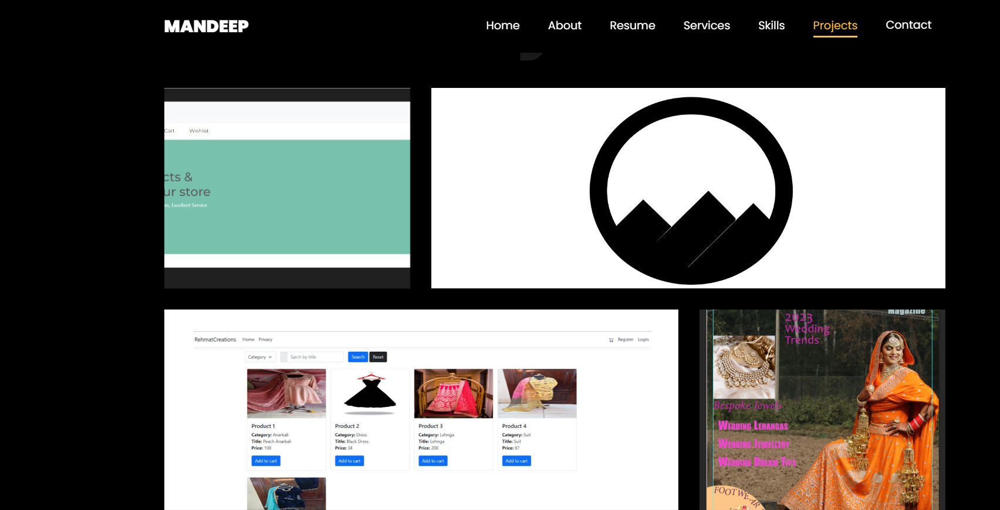 MANDEEP
Home About Resume Services Skills Projects Contact
Cart Wishlist
cts &
ur store
es, Excellent Service
RehmatCreations Home Privacy Register Login
Category Sarch by title Search Reset
Product 1
Category: Anarkali
Title: Peach Anarkali
Price: 100
Add to cart
Product 2
Category: Dress
Title: Black Dress
Price: 34
Add to cart
Product 3
Category: Lehnga
Title: Lehnga
Price: 200
Add to cart
Product 4
Category: Suit
Title: Suit
Price: 87
Add to cart
Magazine
2023
Wedding
Trends
Bespoke Jewels
Wedding Lehangas
Wedding Jewellery
Wedding Dream Tips
FOOTWEAR